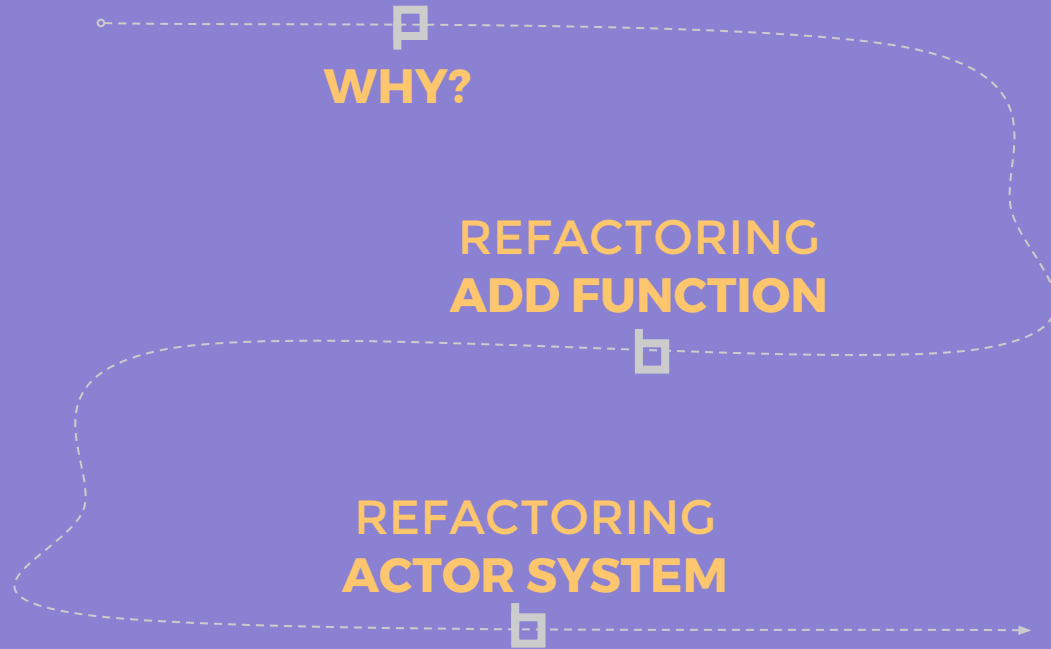 WHY?
REFACTORING
ADD FUNCTION
REFACTORING
ACTOR SYSTEM